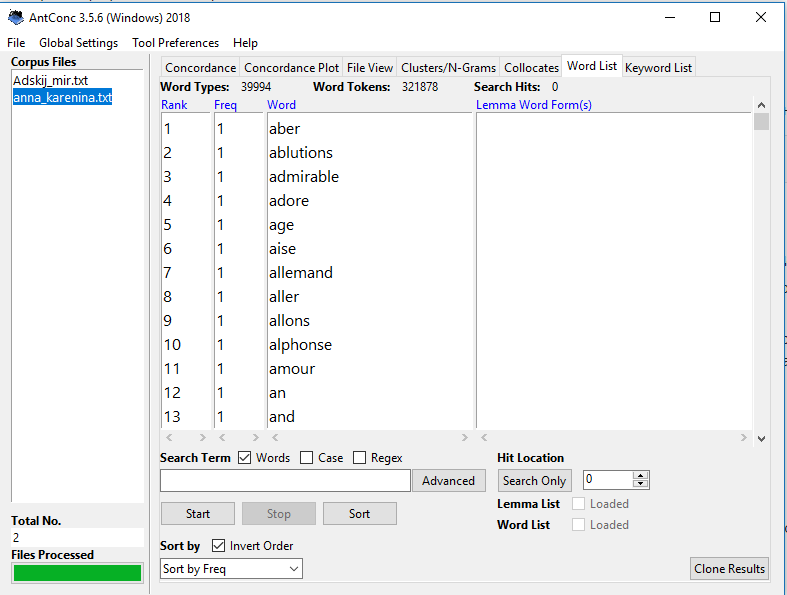 AntConc 3.5.6 (Windows) 2018
File Global Settings Tool Preferences Help
Corpus Files
Adskij_mir.txt
anna_karenina.txt
Concordance Concordance Plot File View Clusters/N-Grams Collocates Word List Keyword List
Word Types: 39994 Word Tokens: 321878 Search Hits: 0
Rank Freq Word Lemma Word Form(s)
1 1 aber
2 1 ablutions
3 1 admirable
4 1 adore
5 1 age
6 1 aise
7 1 allemand
8 1 aller
9 1 allons
10 1 alphonse
11 1 amour
12 1 an
13 1 and
Search Term Words Case Regex Hit Location
Advanced Search Only 0
Start Stop Sort Lemma List Loaded
Word List Loaded
Total No.
2
Files Processed
Sort by Invert Order
Sort by Freq Clone Results